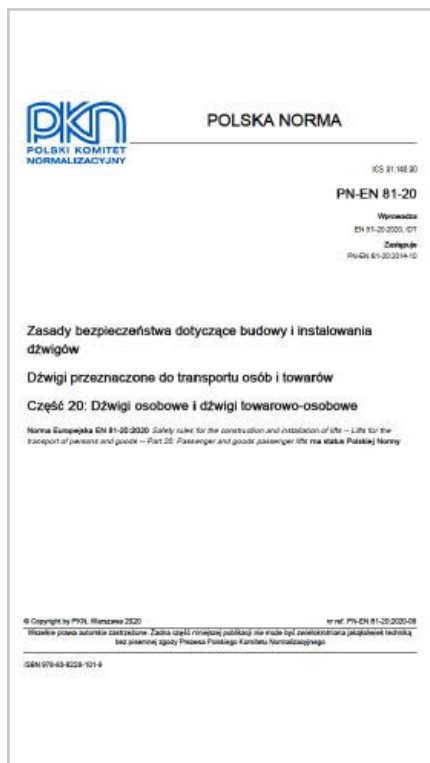 PKN
POLSKI KOMITET
NORMALIZACYJNY
POLSKA NORMA
ICS 91.140.90
PN-EN 81-20
Wprowadza
EN 81-20:2020, IDT
Zastępuje
PN-EN 81-20:2014-10
Zasady bezpieczeństwa dotyczące budowy i instalowania
dźwigów
Dźwigi przeznaczone do transportu osób i towarów
Część 20: Dźwigi osobowe i dźwigi towarowo-osobowe
Norma Europejska EN 81-20:2020 Safety rules for the construction and installation of lifts – Lifts for the
transport of persons and goods – Part 20: Passenger and goods passenger lifts ma status Polskiej Normy
© Copyright by PKN, Warszawa 2020
nr ref. PN-EN 81-20:2020-08
Wszelkie prawa autorskie zastrzeżone. Żadna część niniejszej publikacji nie może być zwielokrotniana jakąkolwiek techniką
bez pisemnej zgody Prezesa Polskiego Komitetu Normalizacyjnego
ISBN 978-83-8228-101-9